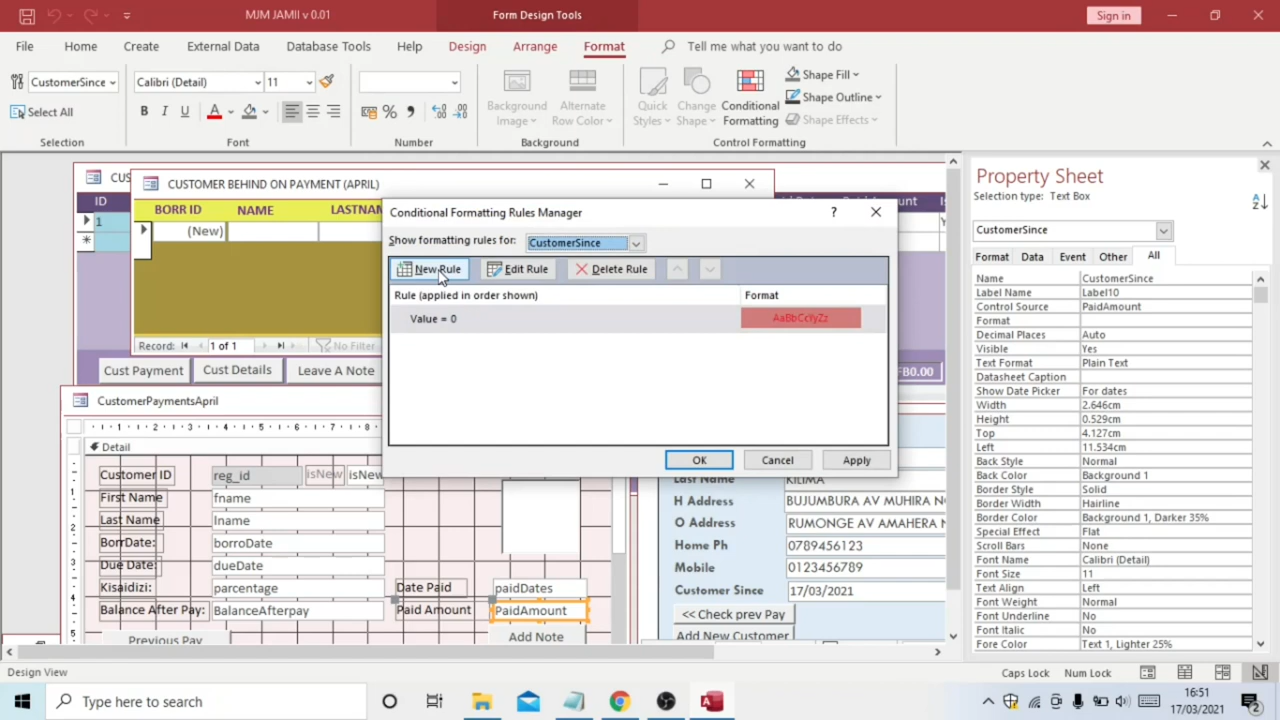 MJM JAMII v 0.01
Form Design Tools
Sign in
File
Home
Create
External Data
Database Tools
Help
Design
Arrange
Format
Tell me what you want to do
CustomerSince
Calibri (Detail)
11
Select All
B I U A
Background Image
Alternate Row Color
Quick Styles
Change Shape
Conditional Formatting
Shape Fill
Shape Outline
Shape Effects
Selection
Font
Number
Background
Control Formatting
CUSTOMER BEHIND ON PAYMENT (APRIL)
ID
BORR ID
NAME
1
(New)
Record:
1 of 1
No Filter
Cust Payment
Cust Details
Leave A Note
FB0.00
Conditional Formatting Rules Manager
?
Show formatting rules for:
CustomerSince
New Rule
Edit Rule
Delete Rule
Rule (applied in order shown)
Format
Value = 0
AaBbCcYyZz
OK
Cancel
Apply
CustomerPaymentsApril
1 2 3 4 5 6 7 8
Detail
Customer ID
reg_id
isNew
First Name
fname
Last Name
lname
BorrDate:
borroDate
Due Date:
dueDate
Kisaidizi:
parcentage
Date Paid
paidDates
Balance After Pay:
BalanceAfterpay
Paid Amount
PaidAmount
Previous Pay
Add Note
Last Name
KILIMA
H Address
BUJUMBURA AV MUHIRA
O Address
RUMONGE AV AMAHERA
Home Ph
0789456123
Mobile
0123456789
Customer Since
17/03/2021
<< Check prev Pay
Add New Customer
Property Sheet
Selection type: Text Box
CustomerSince
Format
Data
Event
Other
All
Name CustomerSince
Label Name Label10
Control Source PaidAmount
Format
Decimal Places Auto
Visible Yes
Text Format Plain Text
Datasheet Caption
Show Date Picker For dates
Width 2.646cm
Height 0.529cm
Top 4.127cm
Left 11.534cm
Back Style Normal
Back Color Background 1
Border Style Solid
Border Width Hairline
Border Color Background 1, Darker 35%
Special Effect Flat
Scroll Bars None
Font Name Calibri (Detail)
Font Size 11
Text Align Left
Font Weight Normal
Font Underline No
Font Italic No
Fore Color Text 1, Lighter 25%
Design View
Caps Lock
Num Lock
Type here to search
16:51
17/03/2021
2